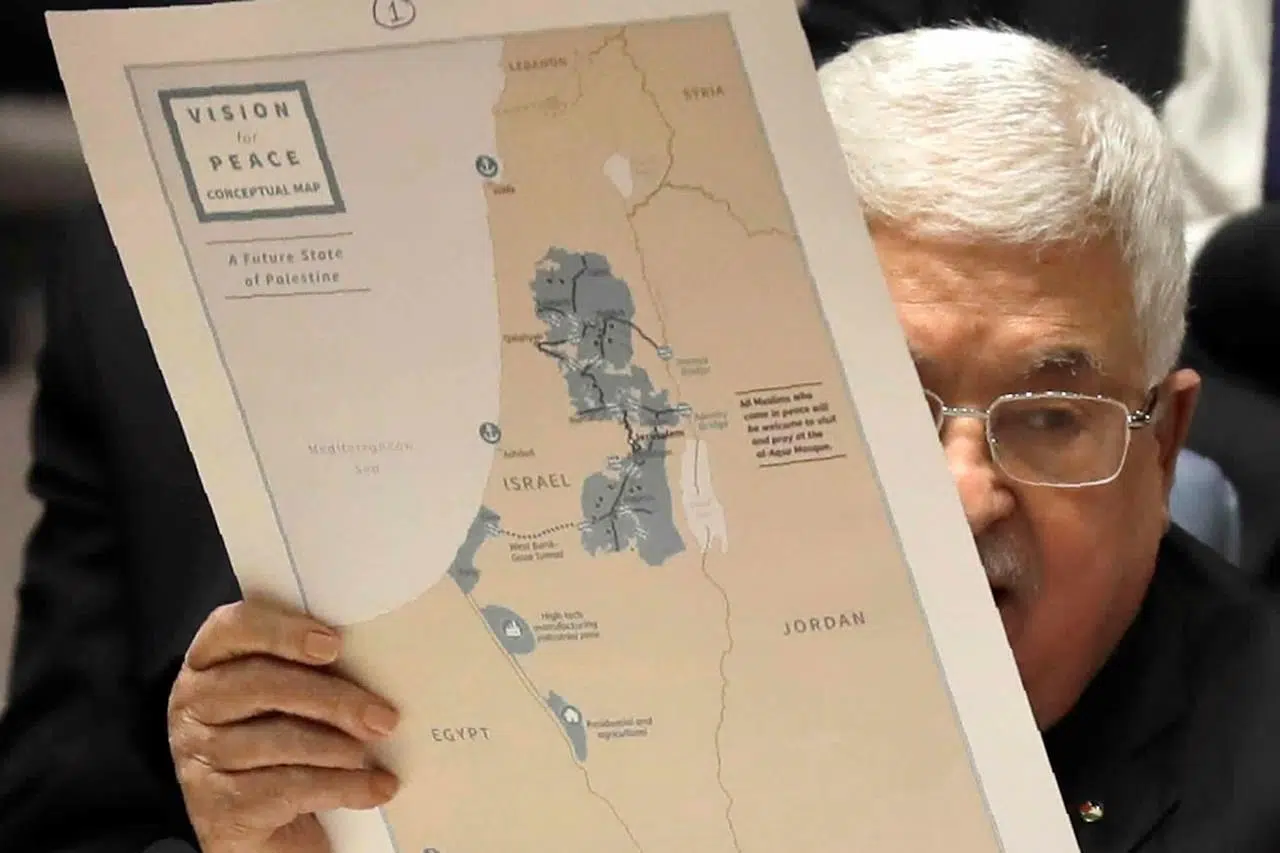 1
VISION
for
PEACE
CONCEPTUAL MAP
A Future State
of Palestine
LEBANON
SYRIA
Haifa
Mediterranean
Sea
All Muslims who
come in peace will
be welcome to visit
and pray at the
al-Aqsa Mosque.
Bridge
Bridge
Jerusalem
Ashdod
ISRAEL
West Bank-
Gaza Tunnel
High-tech
manufacturing
industrial zone
JORDAN
Residential and
agricultural
EGYPT